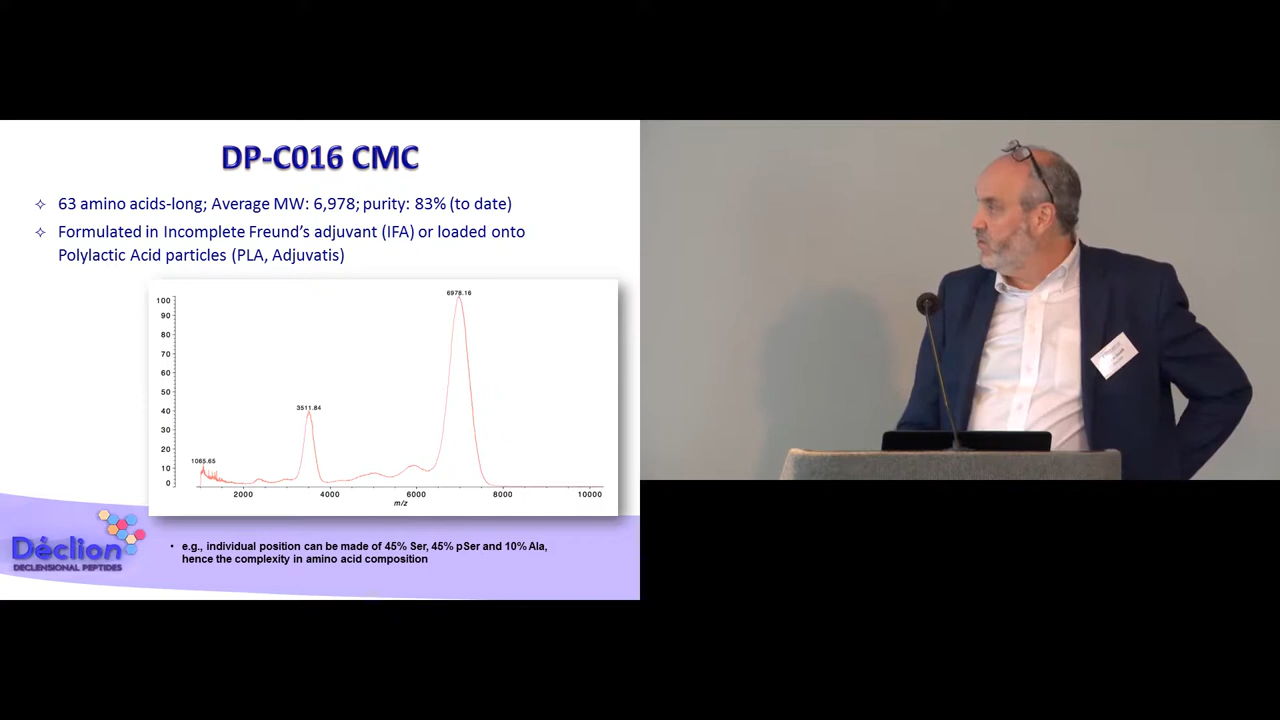 DP-C016 CMC
63 amino acids-long; Average MW: 6,978; purity: 83% (to date)
Formulated in Incomplete Freund's adjuvant (IFA) or loaded onto
Polylactic Acid particles (PLA, Adjuvatis)
6978.16
100
90
80
70
60
50
40
30
20
10
0
3511.84
1065.65
2000
4000
6000
8000
10000
m/z
Déclion
DECLENSIONAL PEPTIDES
• e.g., individual position can be made of 45% Ser, 45% pSer and 10% Ala,
hence the complexity in amino acid composition